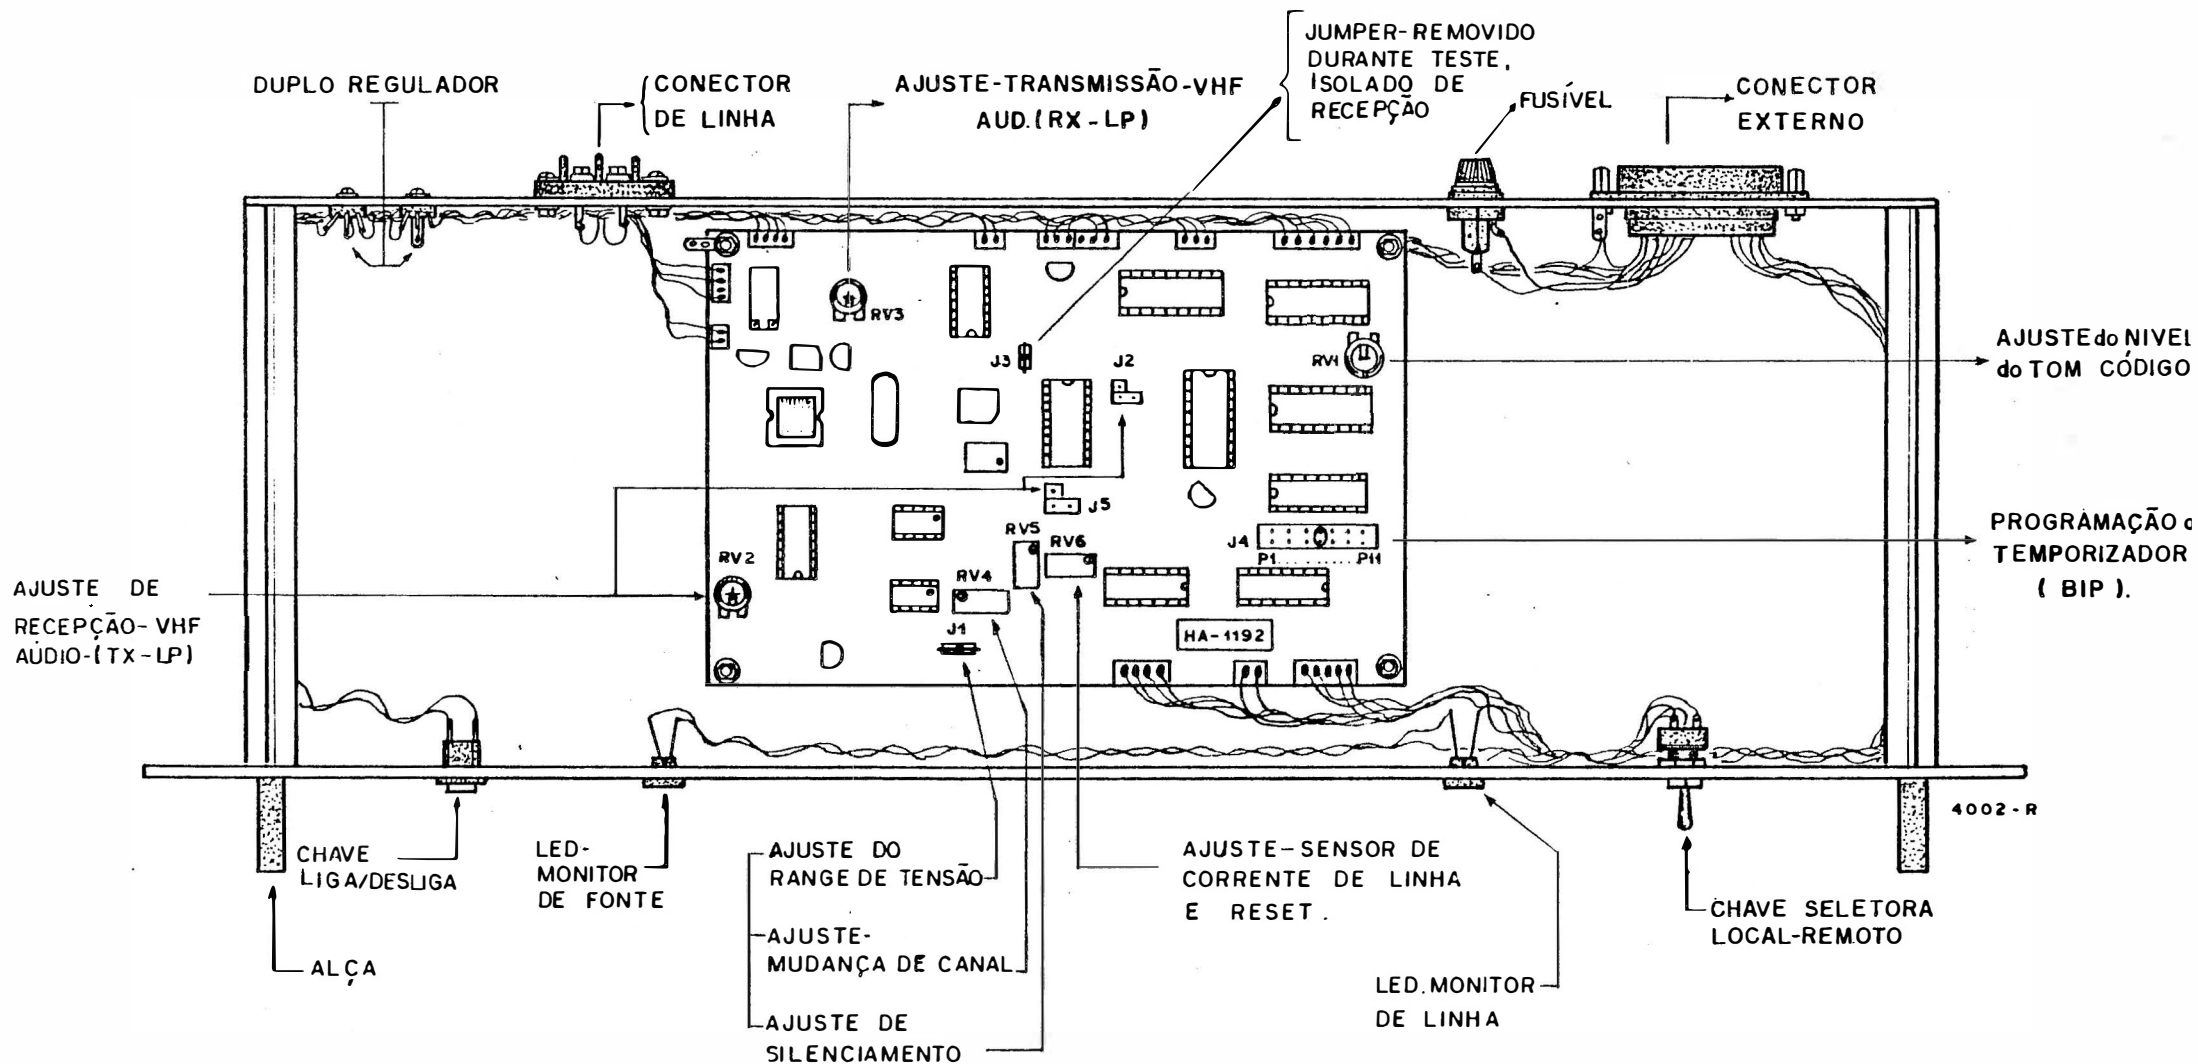 DUPLO REGULADOR
CONECTOR
DE LINHA
AJUSTE-TRANSMISSÃO-VHF
AUD.(RX-LP)
JUMPER-REMOVIDO
DURANTE TESTE,
ISOLADO DE
RECEPÇÃO
FUSÍVEL
CONECTOR
EXTERNO
RV3
J3
J2
RV1
AJUSTE do NIVEL
do TOM CÓDIGO
J5
RV5
RV6
RV2
RV4
J4
P1
P11
PROGRAMAÇÃO
TEMPORIZADOR
( BIP ).
AJUSTE DE
RECEPÇÃO-VHF
AÚDIO-(TX-LP)
J1
HA-1192
4002-R
CHAVE
LIGA/DESLIGA
LED-
MONITOR
DE FONTE
AJUSTE DO
RANGE DE TENSÃO
AJUSTE-
MUDANÇA DE CANAL
AJUSTE DE
SILENCIAMENTO
AJUSTE-SENSOR DE
CORRENTE DE LINHA
E RESET.
LED.MONITOR
DE LINHA
CHAVE SELETORA
LOCAL-REMOTO
ALÇA